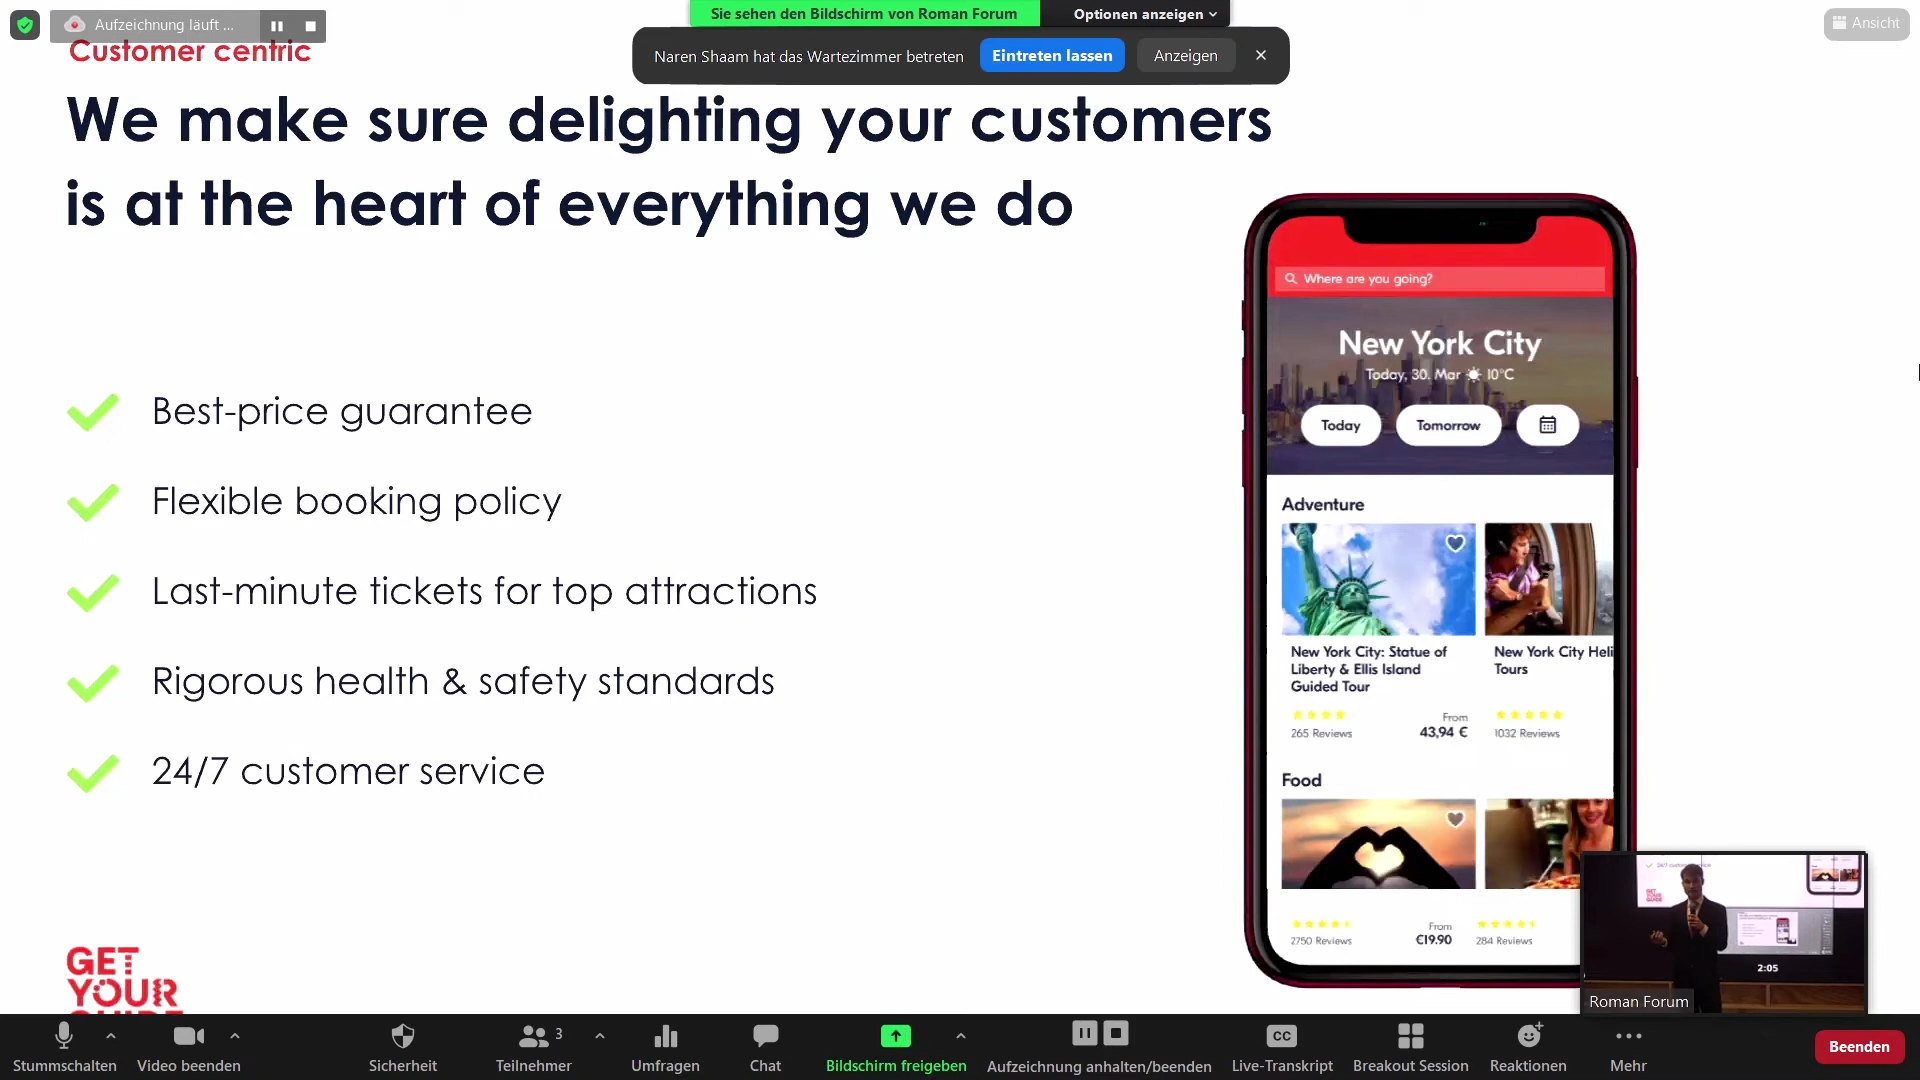 Aufzeichnung läuft ...
Sie sehen den Bildschirm von Roman Forum
Optionen anzeigen
Ansicht
Naren Shaam hat das Wartezimmer betreten
Eintreten lassen
Anzeigen
Customer centric
We make sure delighting your customers
is at the heart of everything we do
Best-price guarantee
Flexible booking policy
Last-minute tickets for top attractions
Rigorous health & safety standards
24/7 customer service
GET
YOUR
GUIDE
Where are you going?
New York City
Today, 30. Mar 10°C
Today
Tomorrow
Adventure
New York City: Statue of
Liberty & Ellis Island
Guided Tour
265 Reviews
From
43,94 €
New York City Heli
Tours
1032 Reviews
Food
2750 Reviews
From
€19.90
284 Reviews
2:05
Roman Forum
Stummschalten
Video beenden
Sicherheit
3
Teilnehmer
Umfragen
Chat
Bildschirm freigeben
Aufzeichnung anhalten/beenden
CC
Live-Transkript
Breakout Session
Reaktionen
Mehr
Beenden